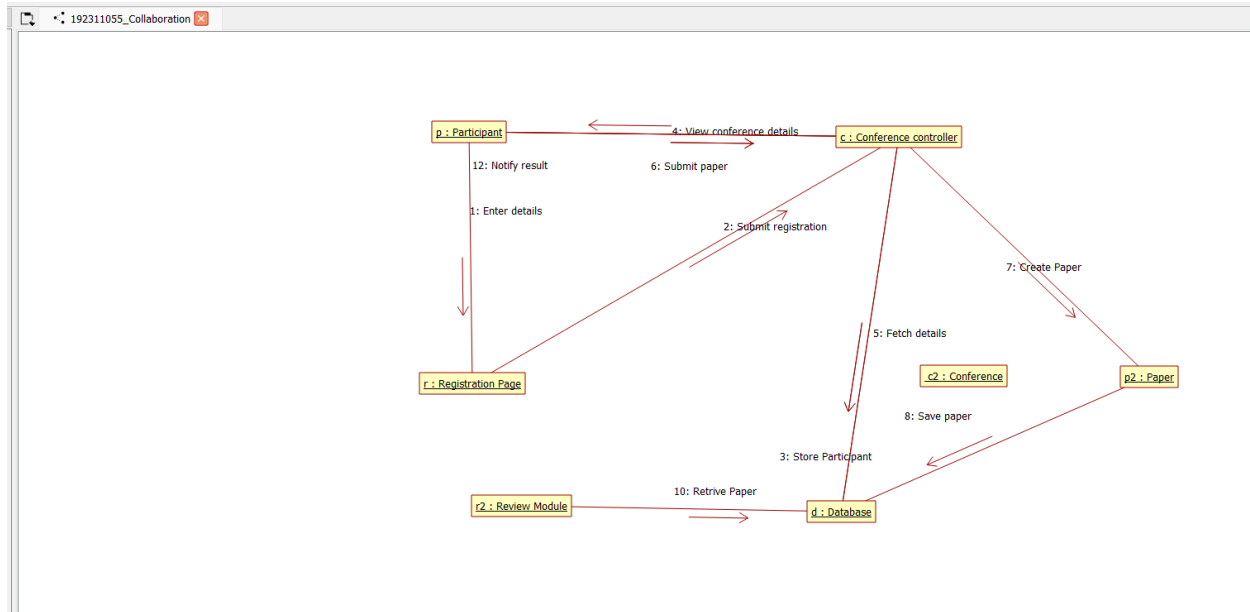 192311055_Collaboration
p : Participant
4: View conference details
c : Conference controller
12: Notify result
6: Submit paper
1: Enter details
2: Submit registration
7: Create Paper
5: Fetch details
r : Registration Page
c2 : Conference
p2 : Paper
8: Save paper
3: Store Participant
10: Retrive Paper
r2 : Review Module
d : Database